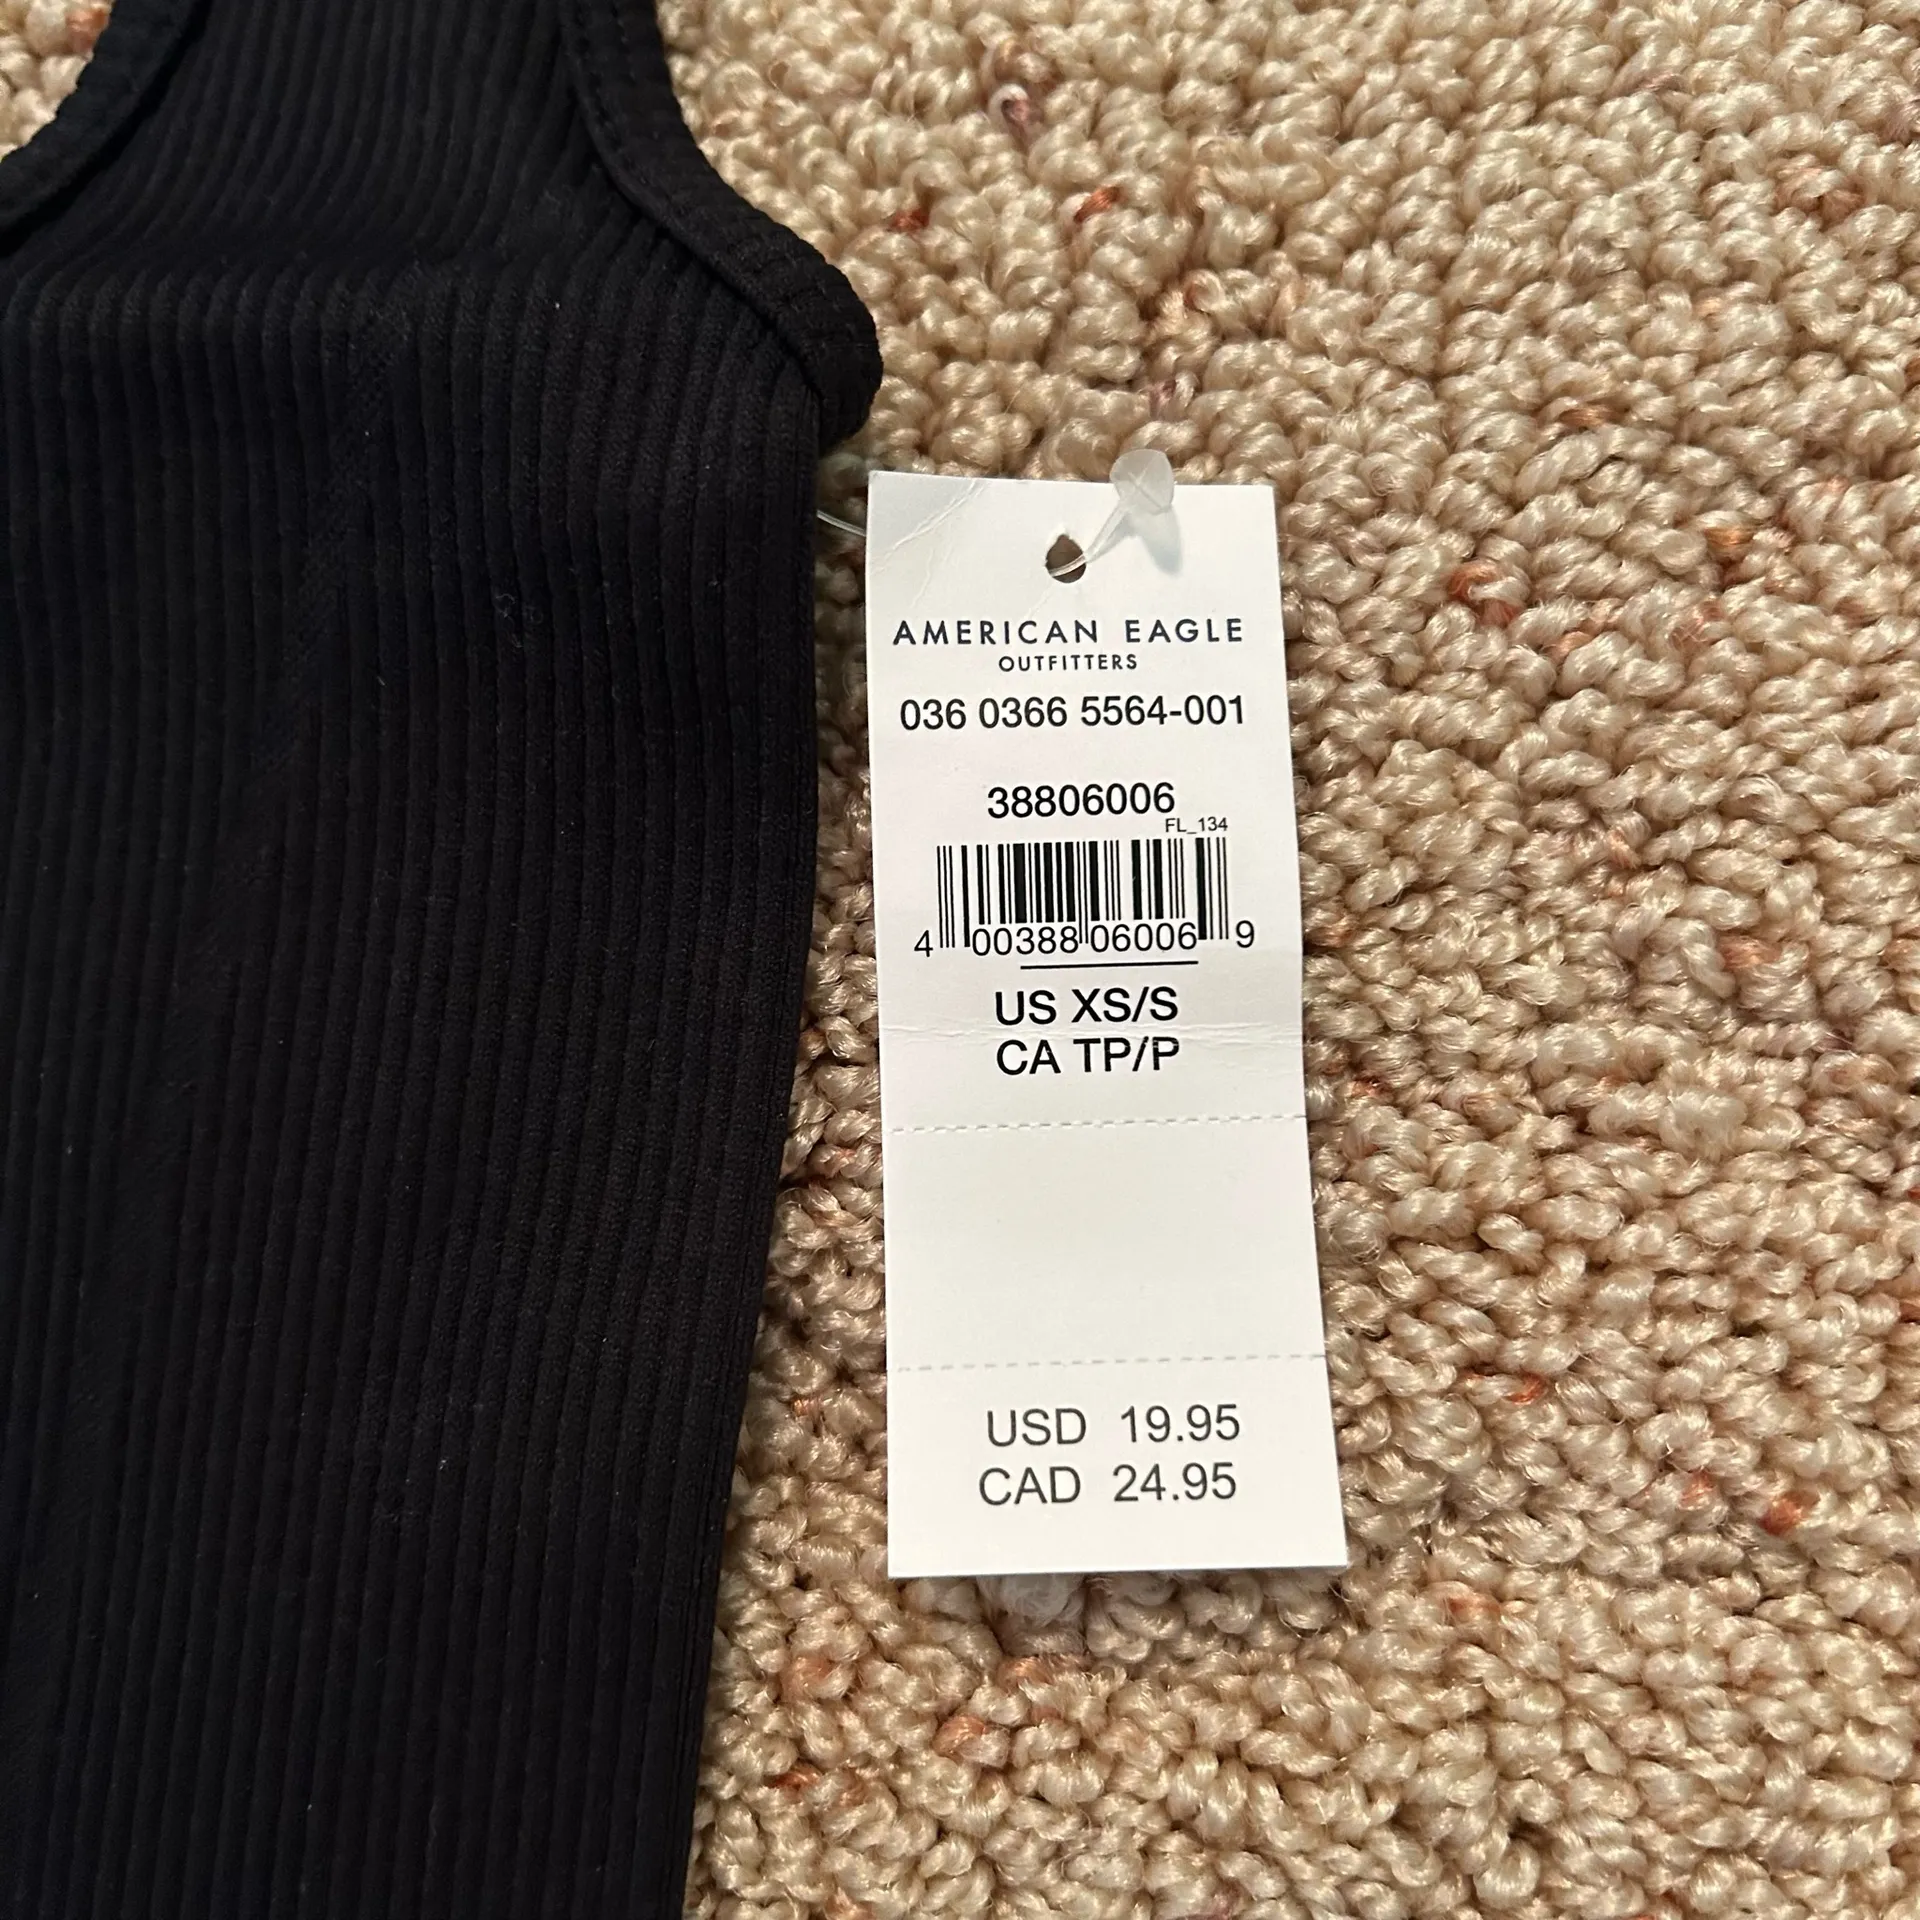 AMERICAN EAGLE
OUTFITTERS
036 0366 5564-001
38806006
FL_134
4 00388 06006 9
US XS/S
CA TP/P
USD 19.95
CAD 24.95